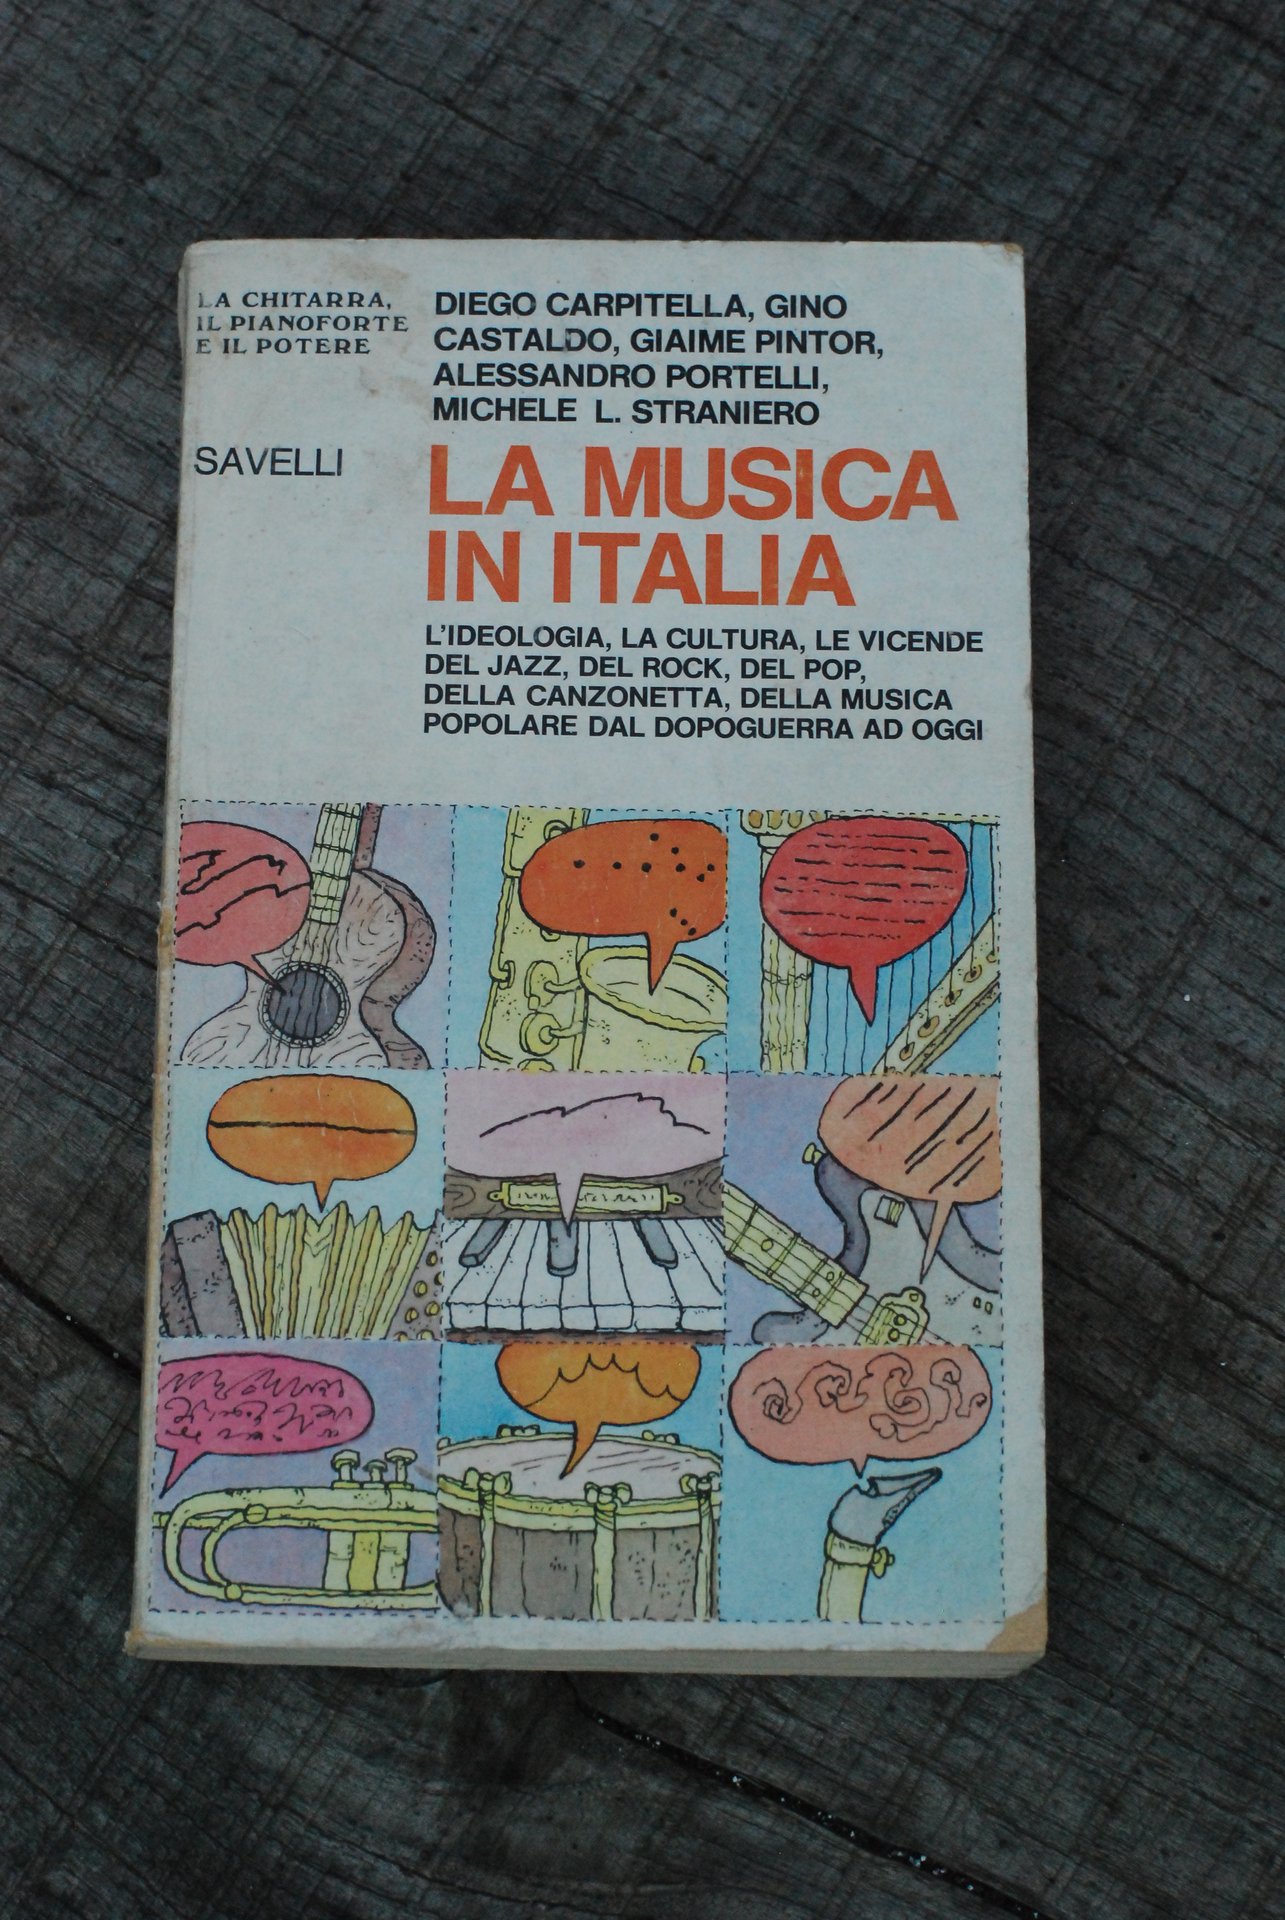 LA CHITARRA,
IL PIANOFORTE
E IL POTERE
SAVELLI
DIEGO CARPITELLA, GINO
CASTALDO, GIAIME PINTOR,
ALESSANDRO PORTELLI,
MICHELE L. STRANIERO
LA MUSICA
IN ITALIA
L'IDEOLOGIA, LA CULTURA, LE VICENDE
DEL JAZZ, DEL ROCK, DEL POP,
DELLA CANZONETTA, DELLA MUSICA
POPOLARE DAL DOPOGUERRA AD OGGI